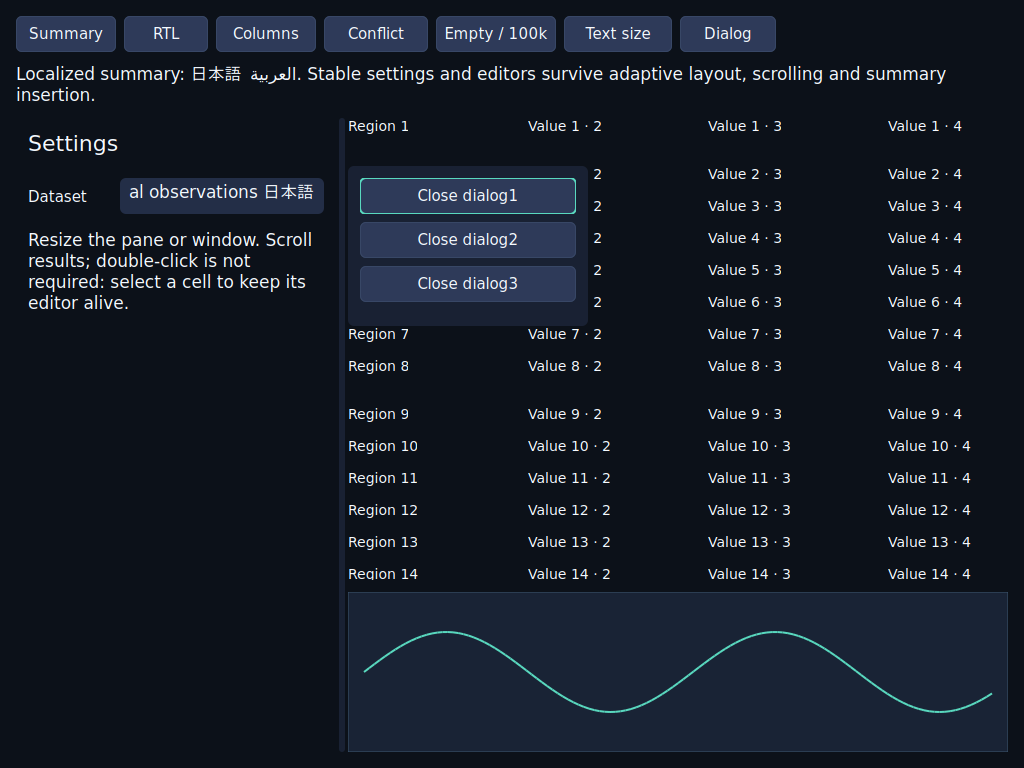 Summary RTL Columns Conflict Empty / 100k Text size Dialog
Localized summary: 日本語 العربية. Stable settings and editors survive adaptive layout, scrolling and summary
insertion.
Settings
Dataset al observations 日本語
Resize the pane or window. Scroll
results; double-click is not
required: select a cell to keep its
editor alive.
Region 1 Value 1 · 2 Value 1 · 3 Value 1 · 4
2 Value 2 · 3 Value 2 · 4
Close dialog1
2 Value 3 · 3 Value 3 · 4
2 Value 4 · 3 Value 4 · 4
Close dialog2
2 Value 5 · 3 Value 5 · 4
Close dialog3
2 Value 6 · 3 Value 6 · 4
Region 7 Value 7 · 2 Value 7 · 3 Value 7 · 4
Region 8 Value 8 · 2 Value 8 · 3 Value 8 · 4
Region 9 Value 9 · 2 Value 9 · 3 Value 9 · 4
Region 10 Value 10 · 2 Value 10 · 3 Value 10 · 4
Region 11 Value 11 · 2 Value 11 · 3 Value 11 · 4
Region 12 Value 12 · 2 Value 12 · 3 Value 12 · 4
Region 13 Value 13 · 2 Value 13 · 3 Value 13 · 4
Region 14 Value 14 · 2 Value 14 · 3 Value 14 · 4